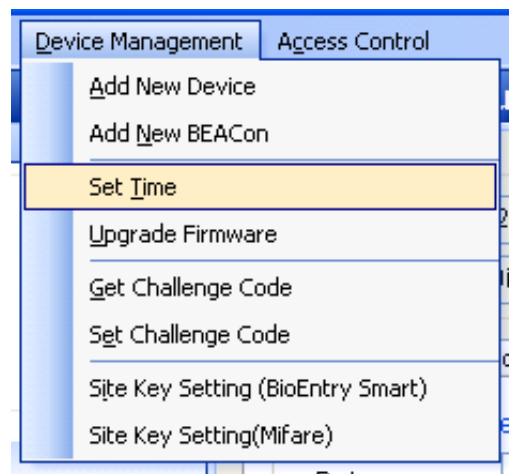 Device Management Access Control
Add New Device
Add New BEACon
Set Time
Upgrade Firmware
Get Challenge Code
Set Challenge Code
Site Key Setting (BioEntry Smart)
Site Key Setting(Mifare)